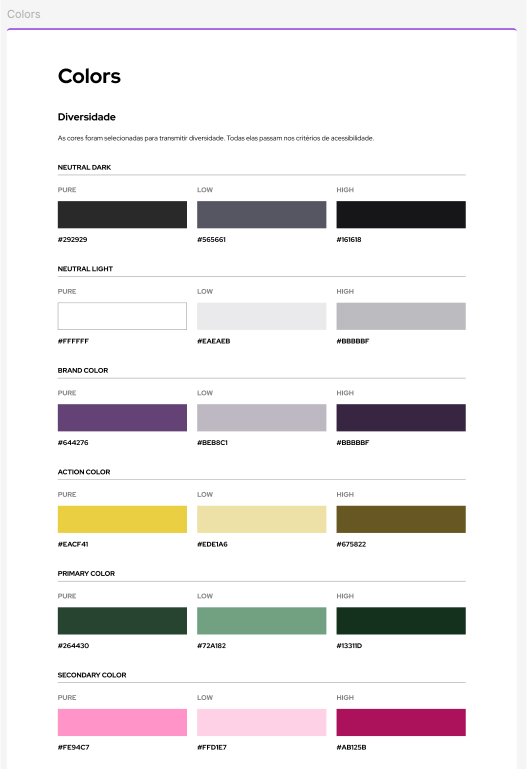 Colors
Colors
Diversidade
As cores foram selecionadas para transmitir diversidade. Todas elas passam nos critérios de acessibilidade.
NEUTRAL DARK
PURE LOW HIGH
#292929 #565661 #161618
NEUTRAL LIGHT
PURE LOW HIGH
#FFFFFF #EAEAEB #BBBBBF
BRAND COLOR
PURE LOW HIGH
#644276 #BEB8C1 #BBBBBF
ACTION COLOR
PURE LOW HIGH
#EACF41 #EDE1A6 #675822
PRIMARY COLOR
PURE LOW HIGH
#264430 #72A182 #13311D
SECONDARY COLOR
PURE LOW HIGH
#FE94C7 #FFD1E7 #AB125B